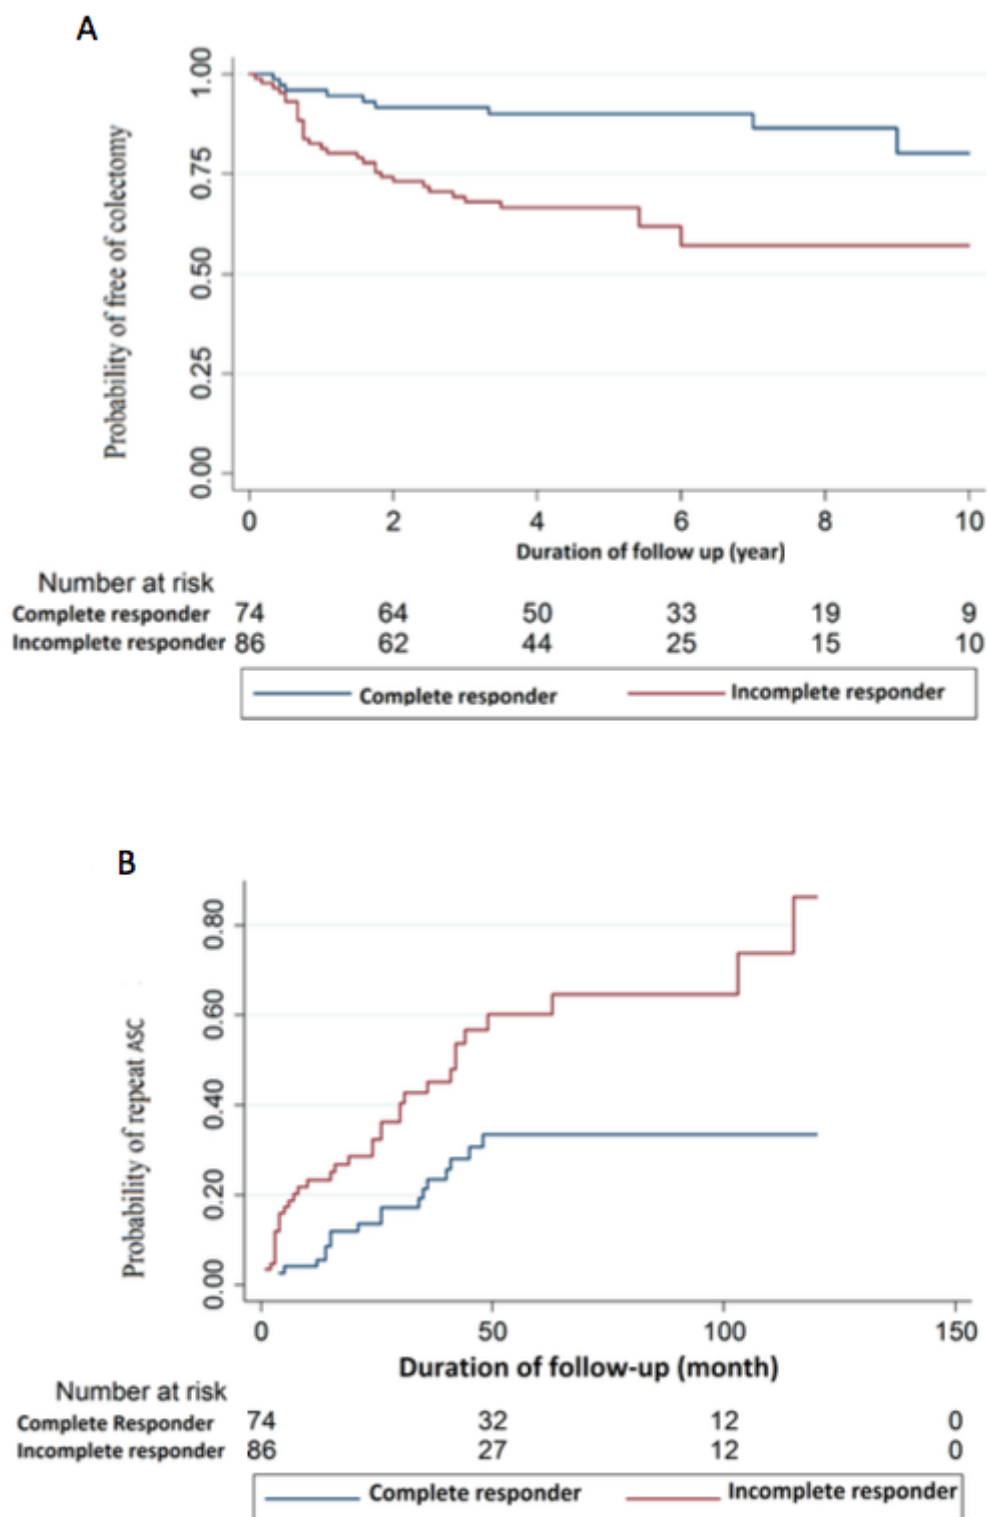 A
Probability of free of colectomy
1.00
0.75
0.50
0.25
0.00
0 2 4 6 8 10
Duration of follow up (year)
Number at risk
Complete responder 74 64 50 33 19 9
Incomplete responder 86 62 44 25 15 10
Complete responder Incomplete responder
B
Probability of repeat ASC
0.80
0.60
0.40
0.20
0.00
0 50 100 150
Duration of follow-up (month)
Number at risk
Complete Responder 74 32 12 0
Incomplete responder 86 27 12 0
Complete responder Incomplete responder